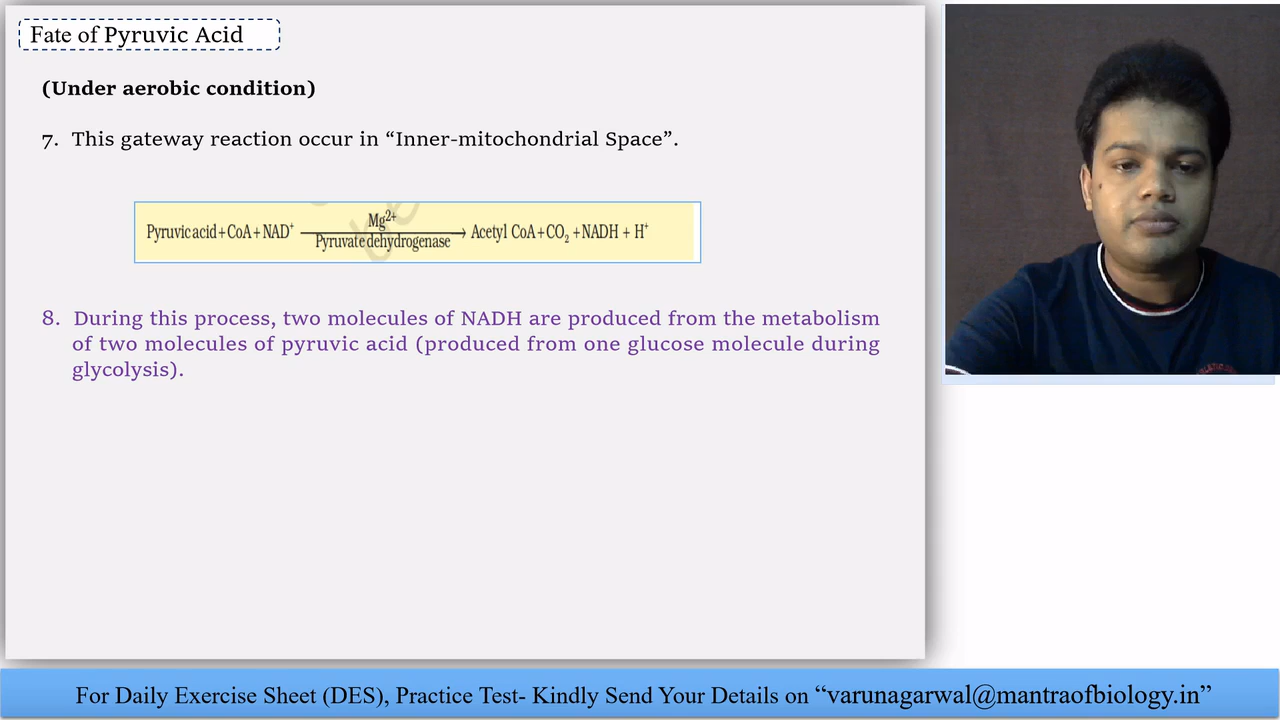 Fate of Pyruvic Acid
(Under aerobic condition)
7. This gateway reaction occur in “Inner-mitochondrial Space”.
Mg2+
Pyruvic acid+CoA+NAD+ → Acetyl CoA+CO2 +NADH + H+
Pyruvate dehydrogenase
8. During this process, two molecules of NADH are produced from the metabolism
of two molecules of pyruvic acid (produced from one glucose molecule during
glycolysis).
For Daily Exercise Sheet (DES), Practice Test- Kindly Send Your Details on “varunagarwal@mantraofbiology.in”